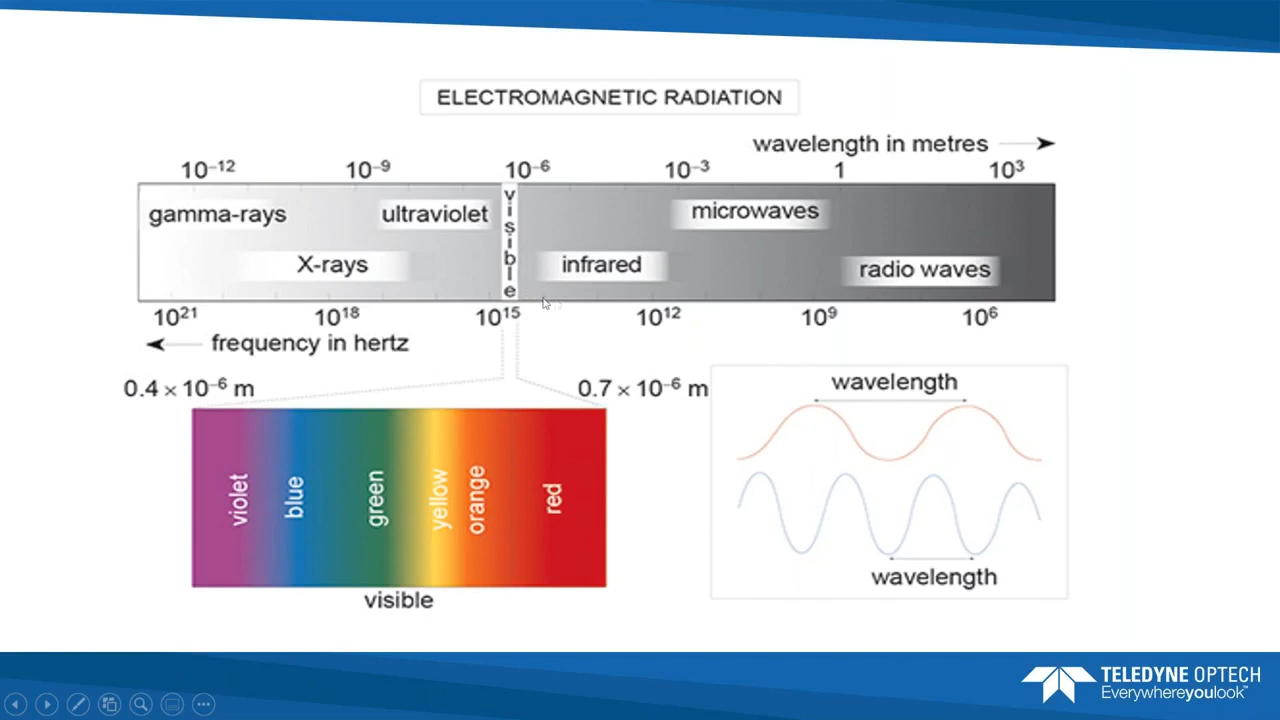 ELECTROMAGNETIC RADIATION
wavelength in metres
10⁻¹² 10⁻⁹ 10⁻⁶ 10⁻³ 1 10³
gamma-rays ultraviolet visible microwaves
X-rays infrared radio waves
10²¹ 10¹⁸ 10¹⁵ 10¹² 10⁹ 10⁶
frequency in hertz
0.4 × 10⁻⁶ m 0.7 × 10⁻⁶ m
violet blue green yellow orange red
visible
wavelength
wavelength
TELEDYNE OPTECH
Everywhereyoulook™